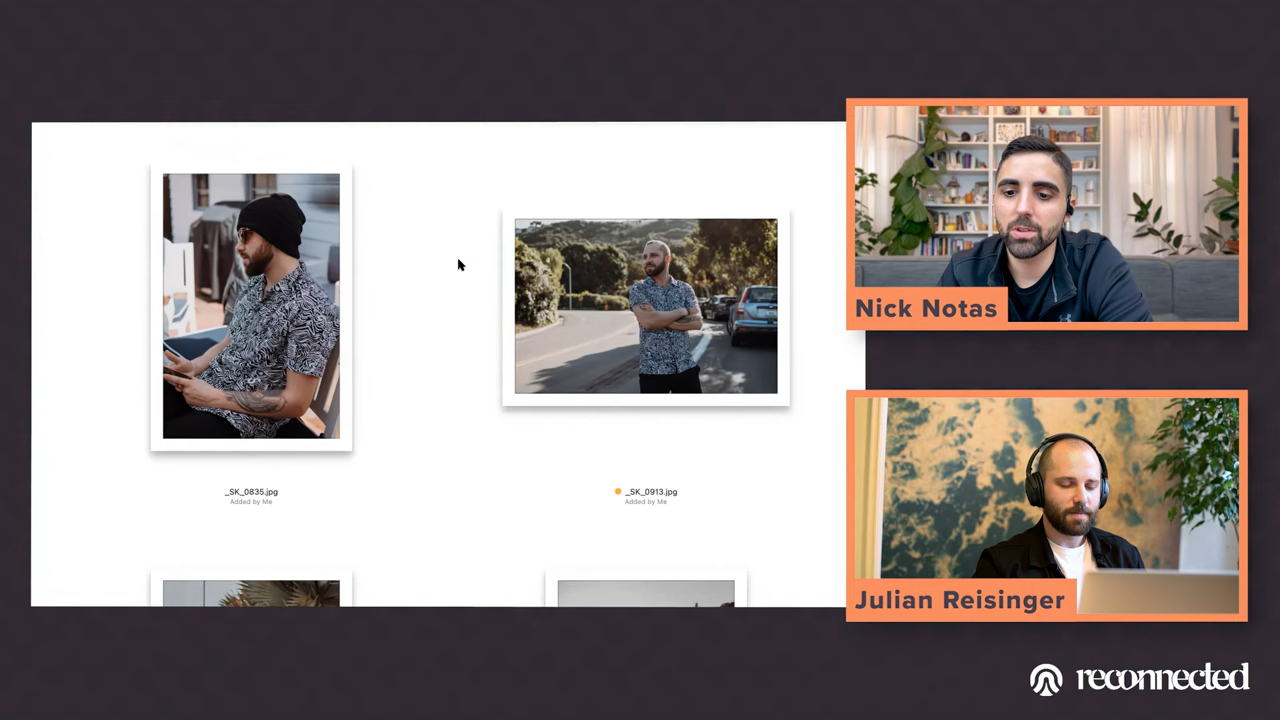 _SK_0835.jpg
Added by Me
_SK_0913.jpg
Added by Me
Nick Notas
Julian Reisinger
reconnected